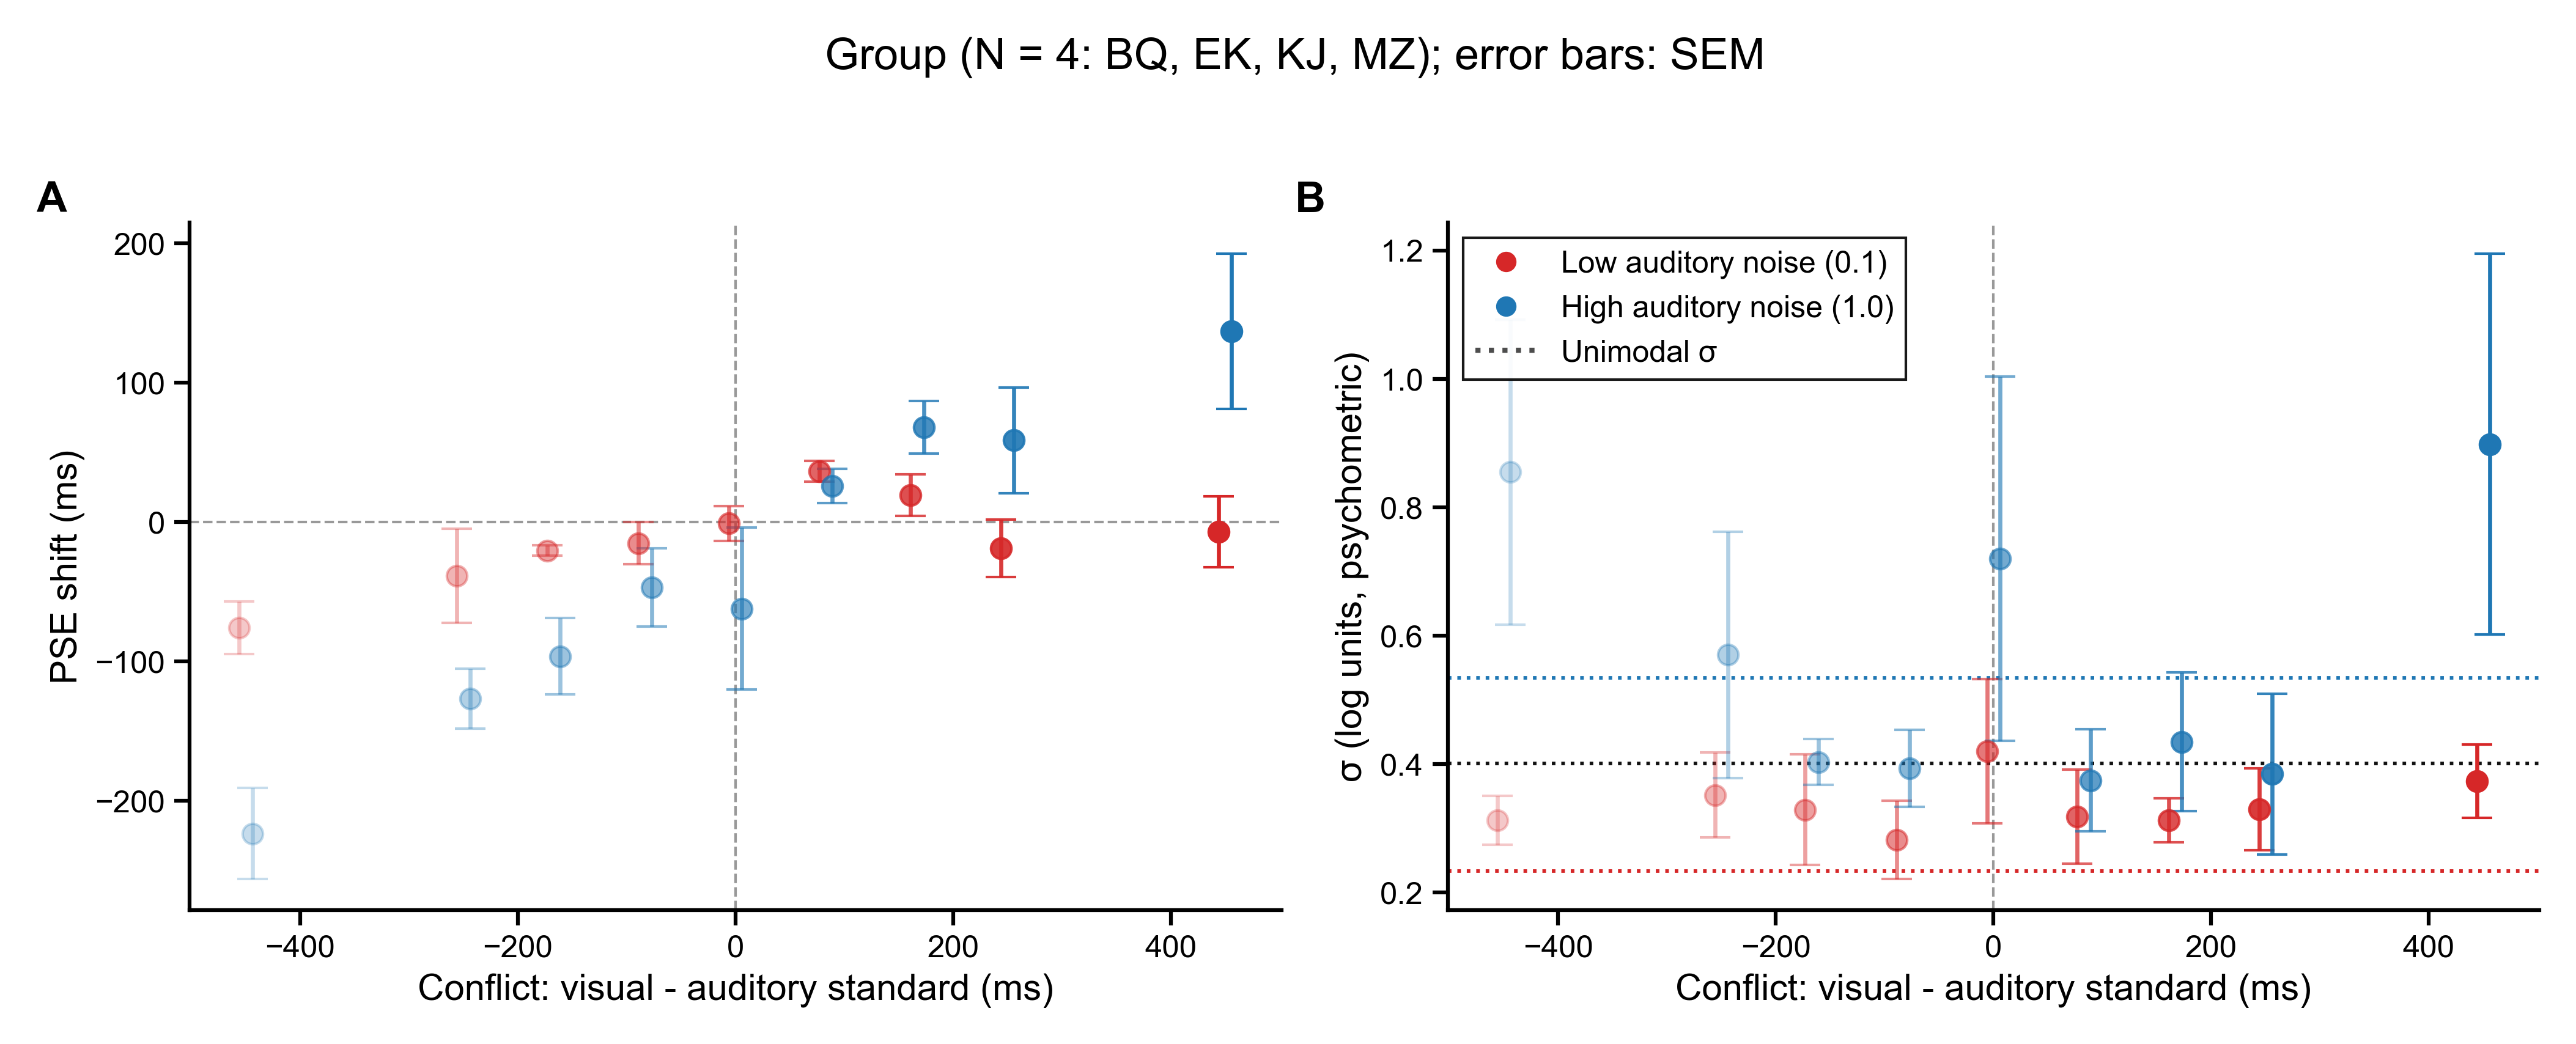 Group (N = 4: BQ, EK, KJ, MZ); error bars: SEM
A
PSE shift (ms)
200
100
0
−100
−200
−400
−200
0
200
400
Conflict: visual - auditory standard (ms)
B
σ (log units, psychometric)
1.2
1.0
0.8
0.6
0.4
0.2
Low auditory noise (0.1)
High auditory noise (1.0)
Unimodal σ
−400
−200
0
200
400
Conflict: visual - auditory standard (ms)